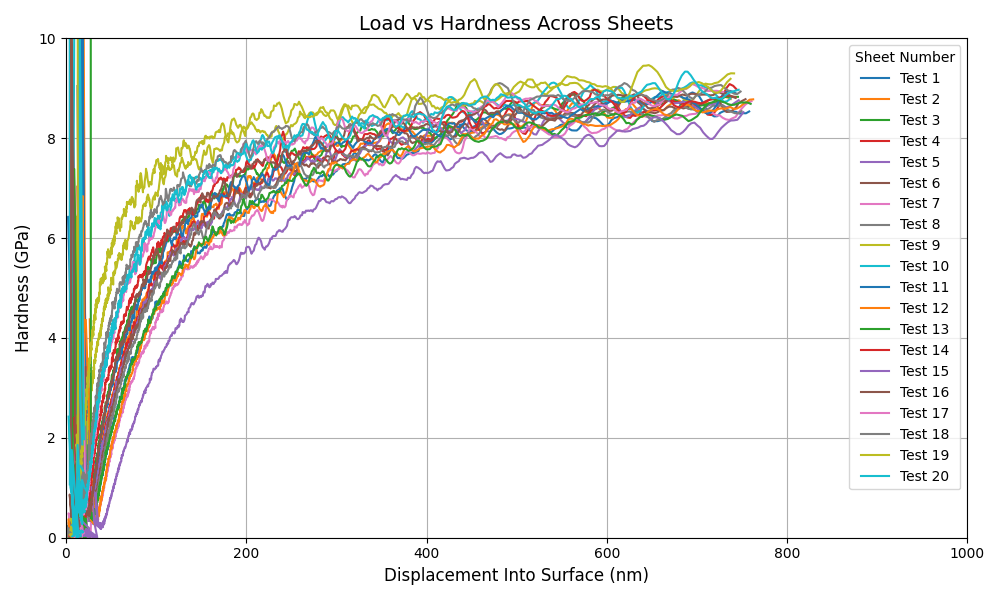 Load vs Hardness Across Sheets
Hardness (GPa)
10
8
6
4
2
0
0 200 400 600 800 1000
Displacement Into Surface (nm)
Sheet Number
Test 1
Test 2
Test 3
Test 4
Test 5
Test 6
Test 7
Test 8
Test 9
Test 10
Test 11
Test 12
Test 13
Test 14
Test 15
Test 16
Test 17
Test 18
Test 19
Test 20